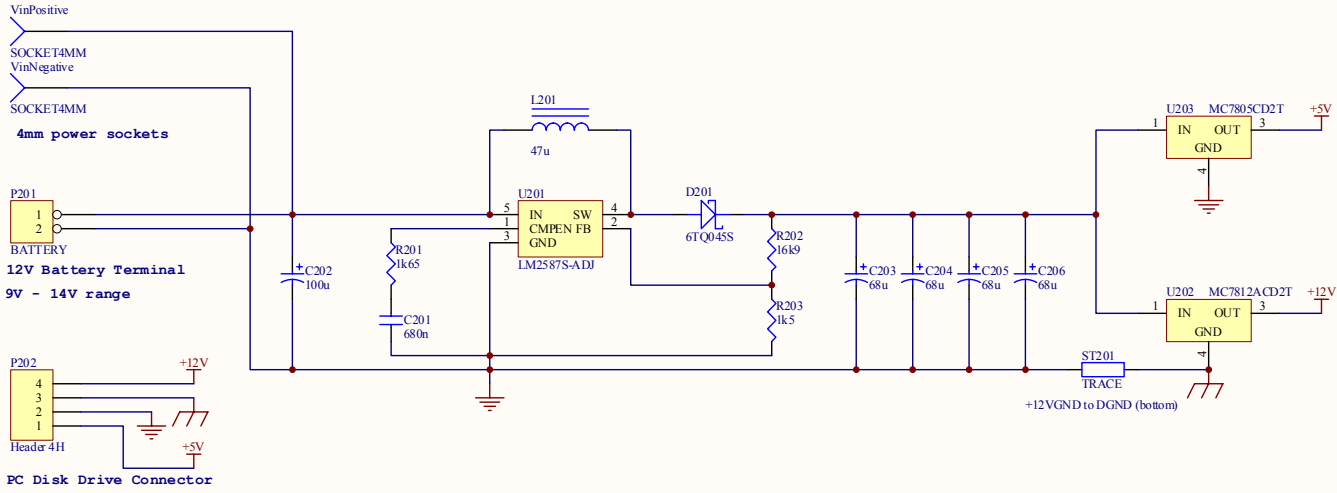 VinPositive
SOCKET4MM
VinNegative
SOCKET4MM
4mm power sockets
P201
1
2
BATTERY
12V Battery Terminal
9V - 14V range
P202
4
3
2
1
Header 4H
+12V
+5V
PC Disk Drive Connector
C202
100u
R201
1k65
C201
680n
L201
47u
U201
5 IN SW 4
1 CMPEN FB 2
3 GND
LM2587S-ADJ
D201
6TQ045S
R202
16k9
R203
1k5
C203
68u
C204
68u
C205
68u
C206
68u
U203 MC7805CD2T
1 IN OUT 3
GND
4
+5V
U202 MC7812ACD2T
1 IN OUT 3
GND
4
+12V
ST201
TRACE
+12VGND to DGND (bottom)